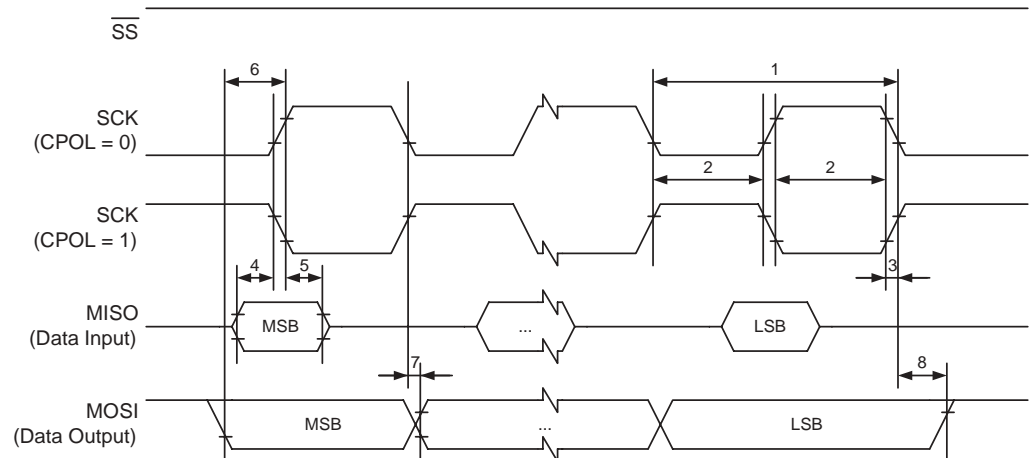 SS
6
1
SCK
(CPOL = 0)
2
2
SCK
(CPOL = 1)
4
5
3
MISO
(Data Input)
MSB
...
LSB
7
8
MOSI
(Data Output)
MSB
...
LSB